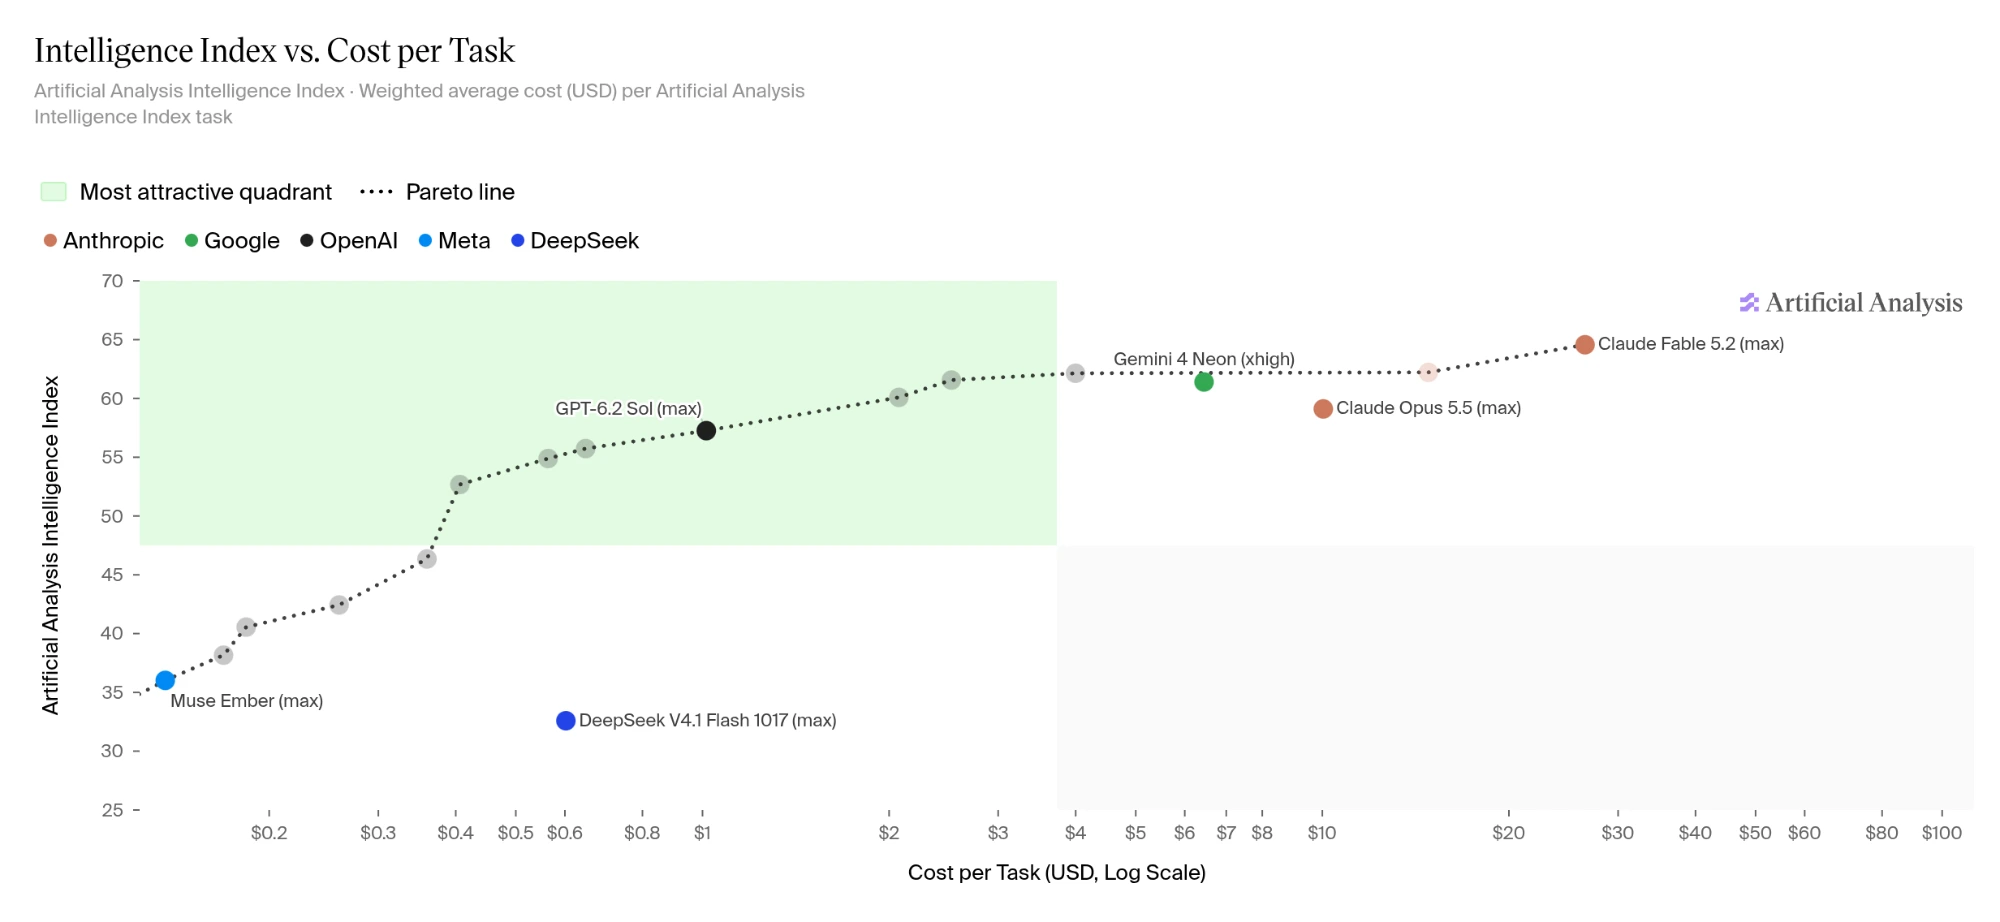 Intelligence Index vs. Cost per Task
Artificial Analysis Intelligence Index · Weighted average cost (USD) per Artificial Analysis
Intelligence Index task
Most attractive quadrant
Pareto line
Anthropic
Google
OpenAI
Meta
DeepSeek
Artificial Analysis Intelligence Index
70
65
60
55
50
45
40
35
30
25
Artificial Analysis
Claude Fable 5.2 (max)
Gemini 4 Neon (xhigh)
GPT-6.2 Sol (max)
Claude Opus 5.5 (max)
Muse Ember (max)
DeepSeek V4.1 Flash 1017 (max)
$0.2 $0.3 $0.4 $0.5 $0.6 $0.8 $1 $2 $3 $4 $5 $6 $7 $8 $10 $20 $30 $40 $50 $60 $80 $100
Cost per Task (USD, Log Scale)